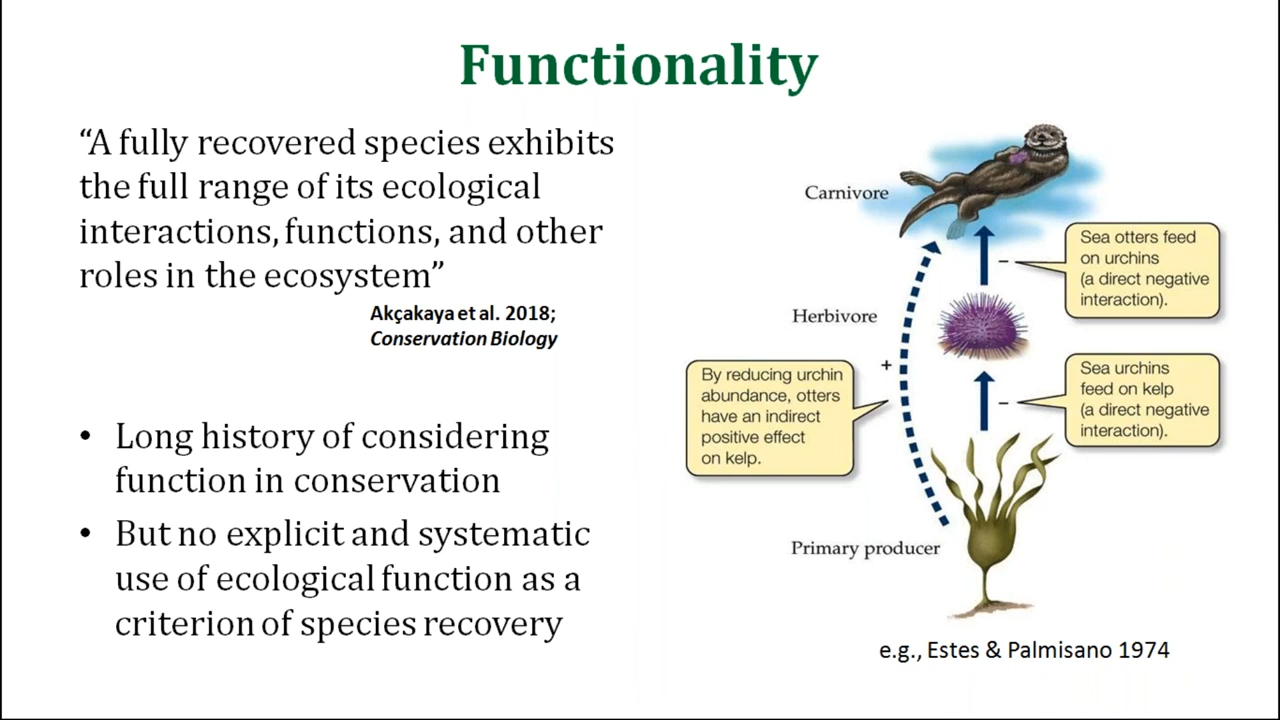 Functionality
“A fully recovered species exhibits
the full range of its ecological
interactions, functions, and other
roles in the ecosystem”
Akçakaya et al. 2018;
Conservation Biology
• Long history of considering
function in conservation
• But no explicit and systematic
use of ecological function as a
criterion of species recovery
Carnivore
Sea otters feed
on urchins
(a direct negative
interaction).
–
Herbivore
+
By reducing urchin
abundance, otters
have an indirect
positive effect
on kelp.
Sea urchins
feed on kelp
(a direct negative
interaction).
–
Primary producer
e.g., Estes & Palmisano 1974